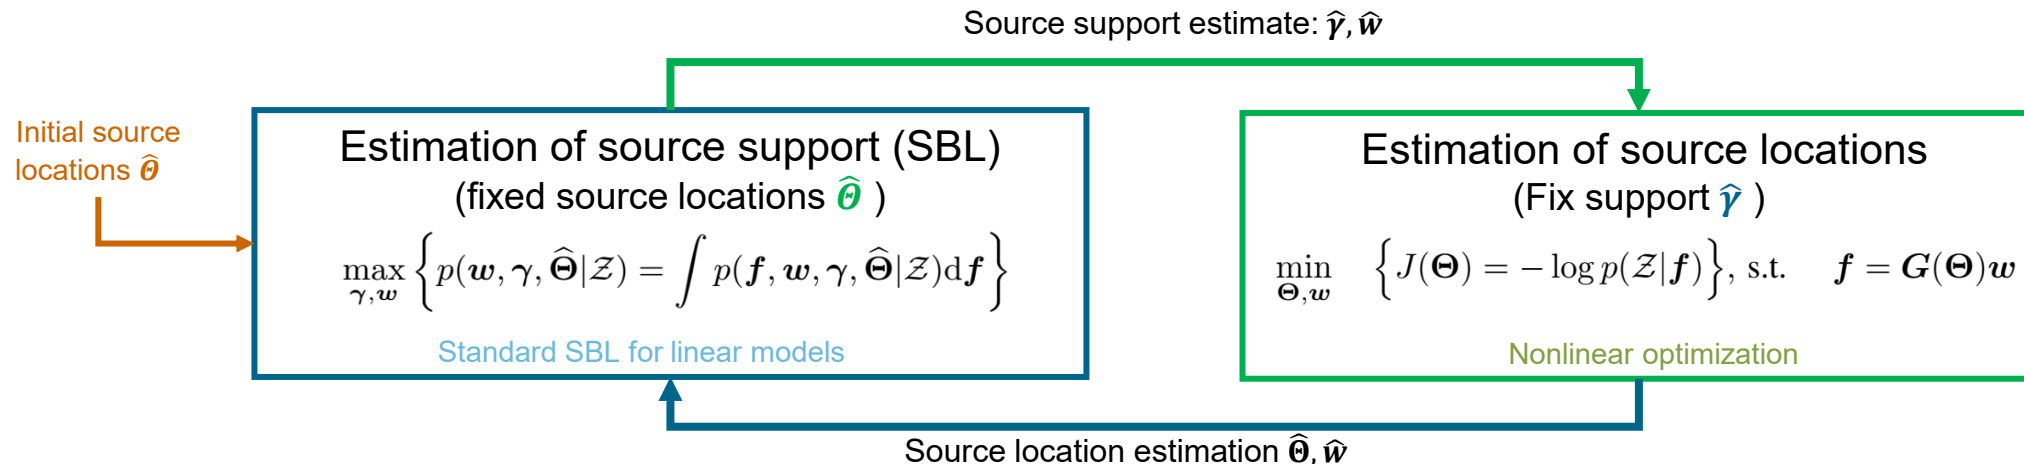 Source support estimate: γ̂, ŵ
Initial source
locations Θ̂
Estimation of source support (SBL)
(fixed source locations Θ̂ )
max_{γ,w} { p(w, γ, Θ̂|𝒵) = ∫ p(f, w, γ, Θ̂|𝒵)df }
Standard SBL for linear models
Estimation of source locations
(Fix support γ̂ )
min_{Θ,w} { J(Θ) = − log p(𝒵|f) }, s.t. f = G(Θ)w
Nonlinear optimization
Source location estimation Θ̂, ŵ